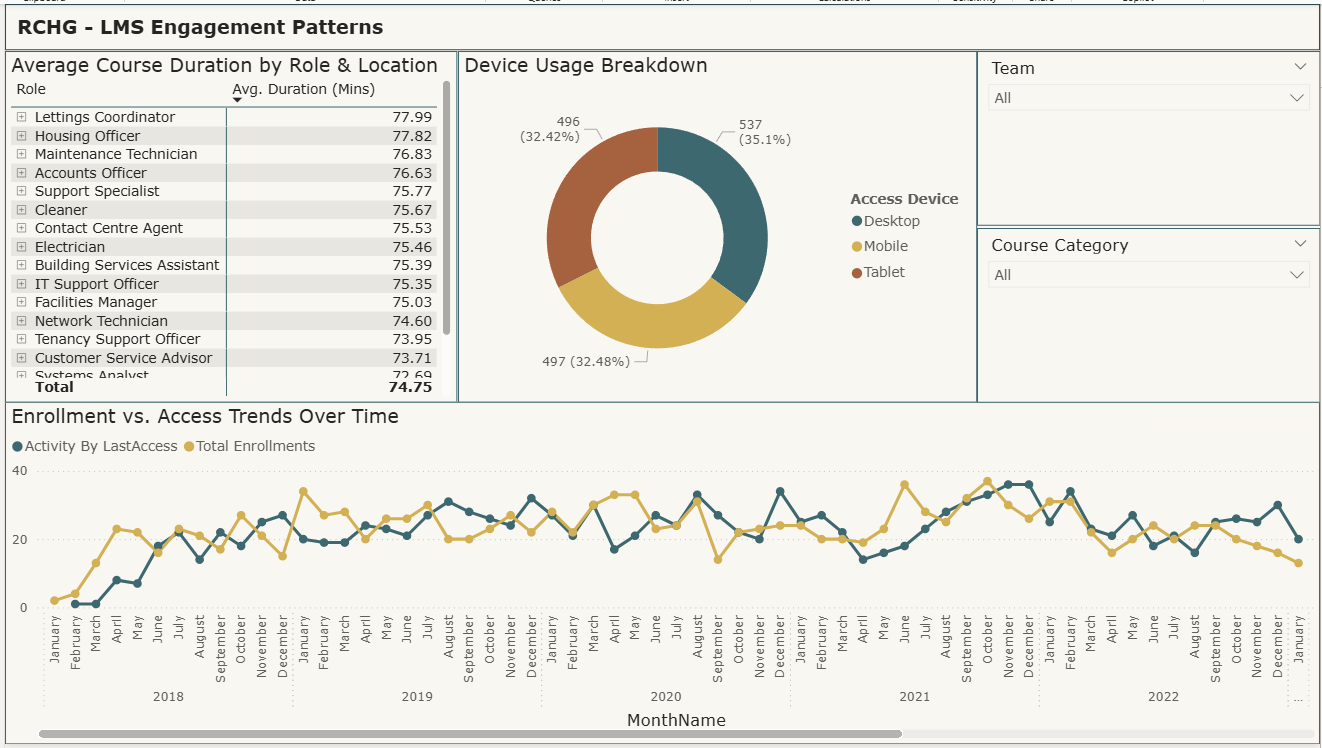 RCHG - LMS Engagement Patterns
Average Course Duration by Role & Location
Role Avg. Duration (Mins)
Lettings Coordinator 77.99
Housing Officer 77.82
Maintenance Technician 76.83
Accounts Officer 76.63
Support Specialist 75.77
Cleaner 75.67
Contact Centre Agent 75.53
Electrician 75.46
Building Services Assistant 75.39
IT Support Officer 75.35
Facilities Manager 75.03
Network Technician 74.60
Tenancy Support Officer 73.95
Customer Service Advisor 73.71
Systems Analyst 72.69
Total 74.75
Device Usage Breakdown
496
(32.42%)
537
(35.1%)
497 (32.48%)
Access Device
Desktop
Mobile
Tablet
Team
All
Course Category
All
Enrollment vs. Access Trends Over Time
Activity By LastAccess Total Enrollments
40
20
0
January February March April May June July August September October November December January February March April May June July August September October November December January February March April May June July August September October November December January February March April May June July August September October November December January February March April May June July August September October November December January
2018 2019 2020 2021 2022 ...
MonthName